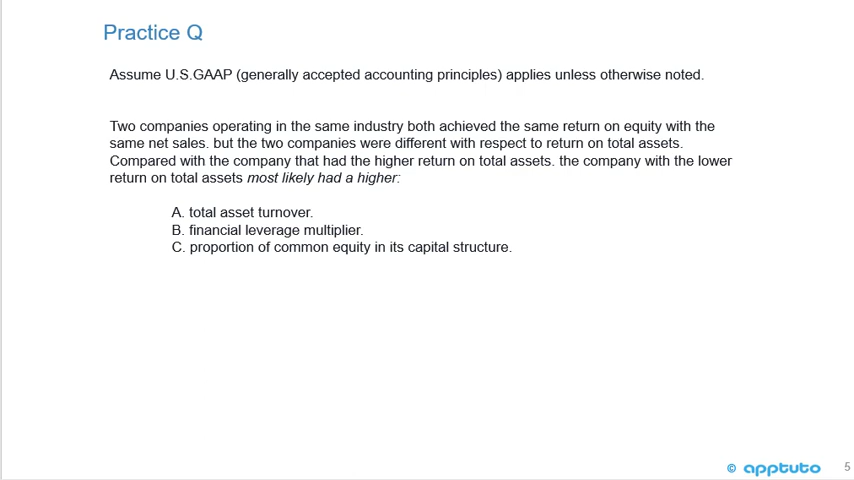 Practice Q
Assume U.S.GAAP (generally accepted accounting principles) applies unless otherwise noted.
Two companies operating in the same industry both achieved the same return on equity with the
same net sales. but the two companies were different with respect to return on total assets.
Compared with the company that had the higher return on total assets. the company with the lower
return on total assets most likely had a higher:
A. total asset turnover.
B. financial leverage multiplier.
C. proportion of common equity in its capital structure.
© apptuto 5